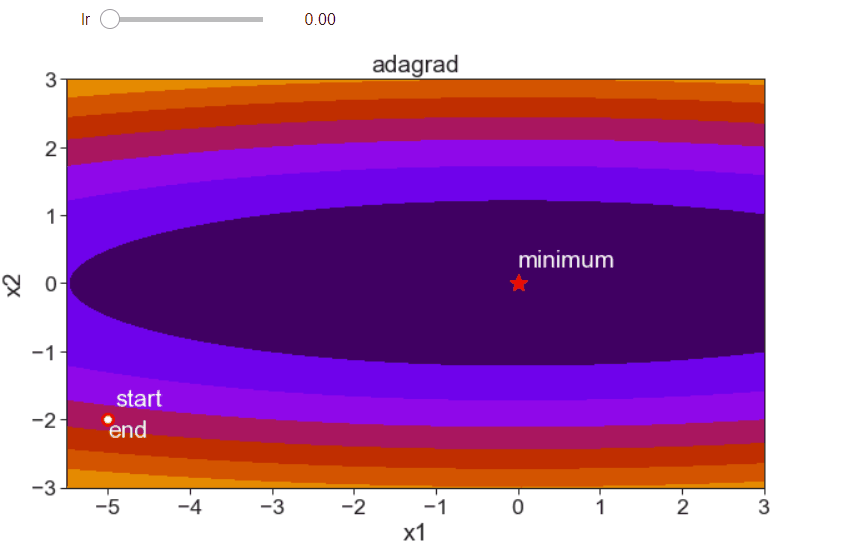 lr 0.00
adagrad
3
2
1
0
−1
−2
−3
x2
minimum
start
end
−5 −4 −3 −2 −1 0 1 2 3
x1